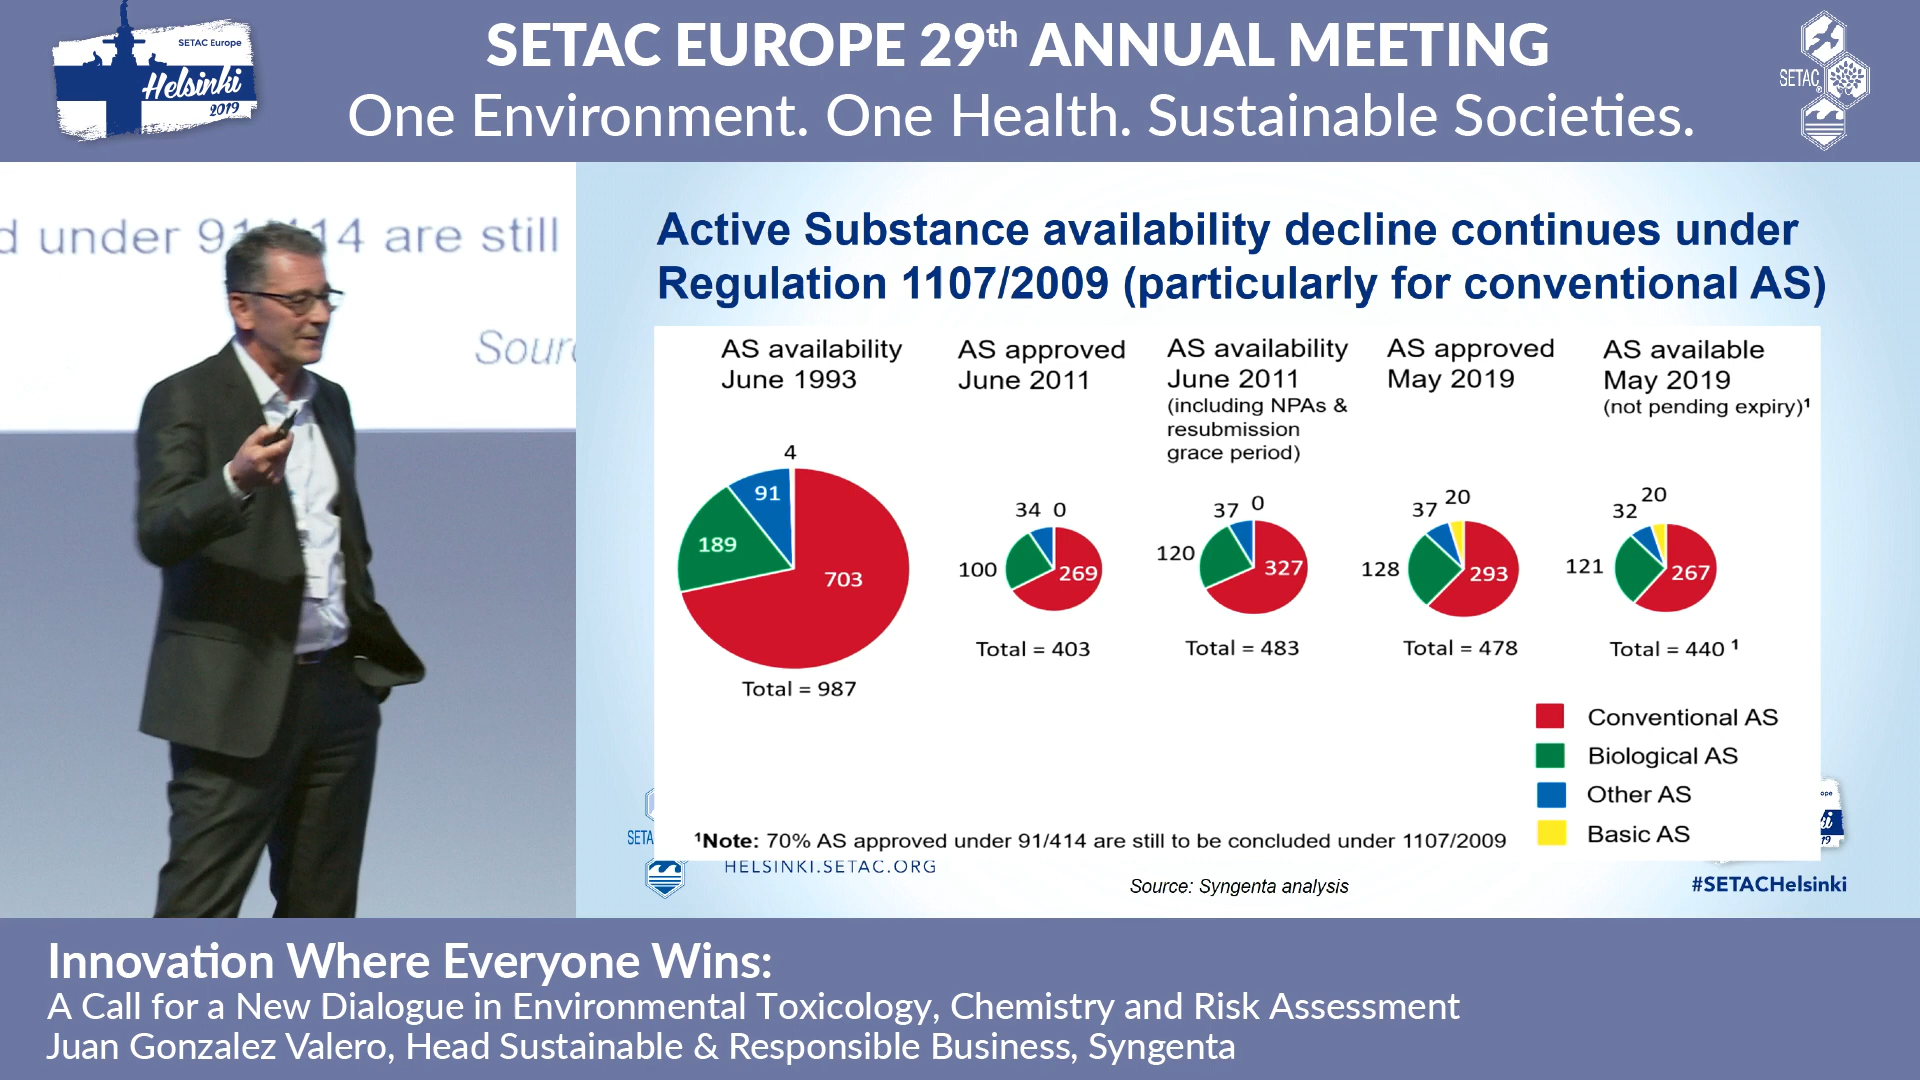 SETAC Europe
Helsinki
2019
SETAC EUROPE 29th ANNUAL MEETING
One Environment. One Health. Sustainable Societies.
SETAC
d under 91/414 are still
Sourc
Active Substance availability decline continues under
Regulation 1107/2009 (particularly for conventional AS)
AS availability
June 1993
4
91
189
703
Total = 987
AS approved
June 2011
34 0
100
269
Total = 403
AS availability
June 2011
(including NPAs &
resubmission
grace period)
37 0
120
327
Total = 483
AS approved
May 2019
37 20
128
293
Total = 478
AS available
May 2019
(not pending expiry)¹
32 20
121
267
Total = 440 ¹
Conventional AS
Biological AS
Other AS
Basic AS
¹Note: 70% AS approved under 91/414 are still to be concluded under 1107/2009
SETA
HELSINKI.SETAC.ORG
Source: Syngenta analysis
ope
ki
19
#SETACHelsinki
Innovation Where Everyone Wins:
A Call for a New Dialogue in Environmental Toxicology, Chemistry and Risk Assessment
Juan Gonzalez Valero, Head Sustainable & Responsible Business, Syngenta